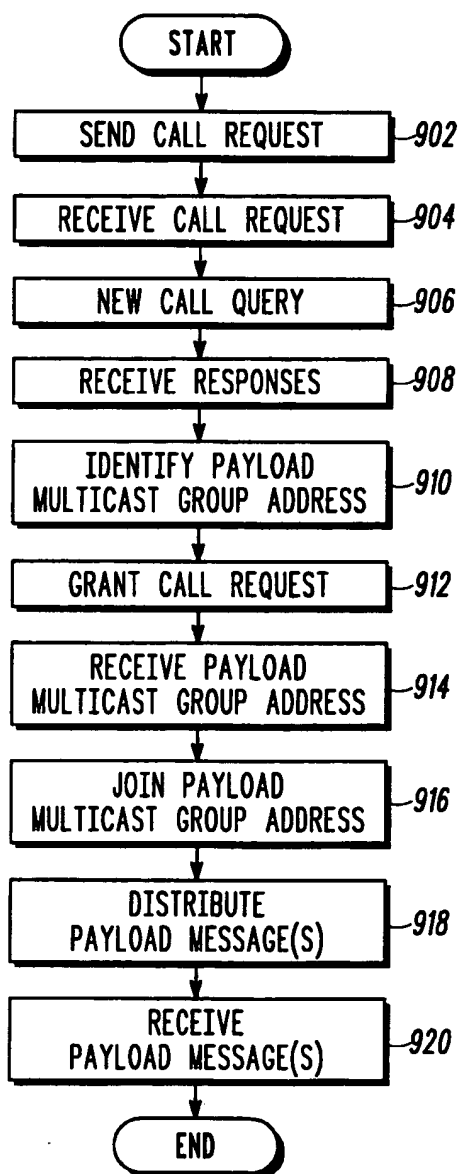 START
SEND CALL REQUEST
902
RECEIVE CALL REQUEST
904
NEW CALL QUERY
906
RECEIVE RESPONSES
908
IDENTIFY PAYLOAD
MULTICAST GROUP ADDRESS
910
GRANT CALL REQUEST
912
RECEIVE PAYLOAD
MULTICAST GROUP ADDRESS
914
JOIN PAYLOAD
MULTICAST GROUP ADDRESS
916
DISTRIBUTE
PAYLOAD MESSAGE(S)
918
RECEIVE
PAYLOAD MESSAGE(S)
920
END